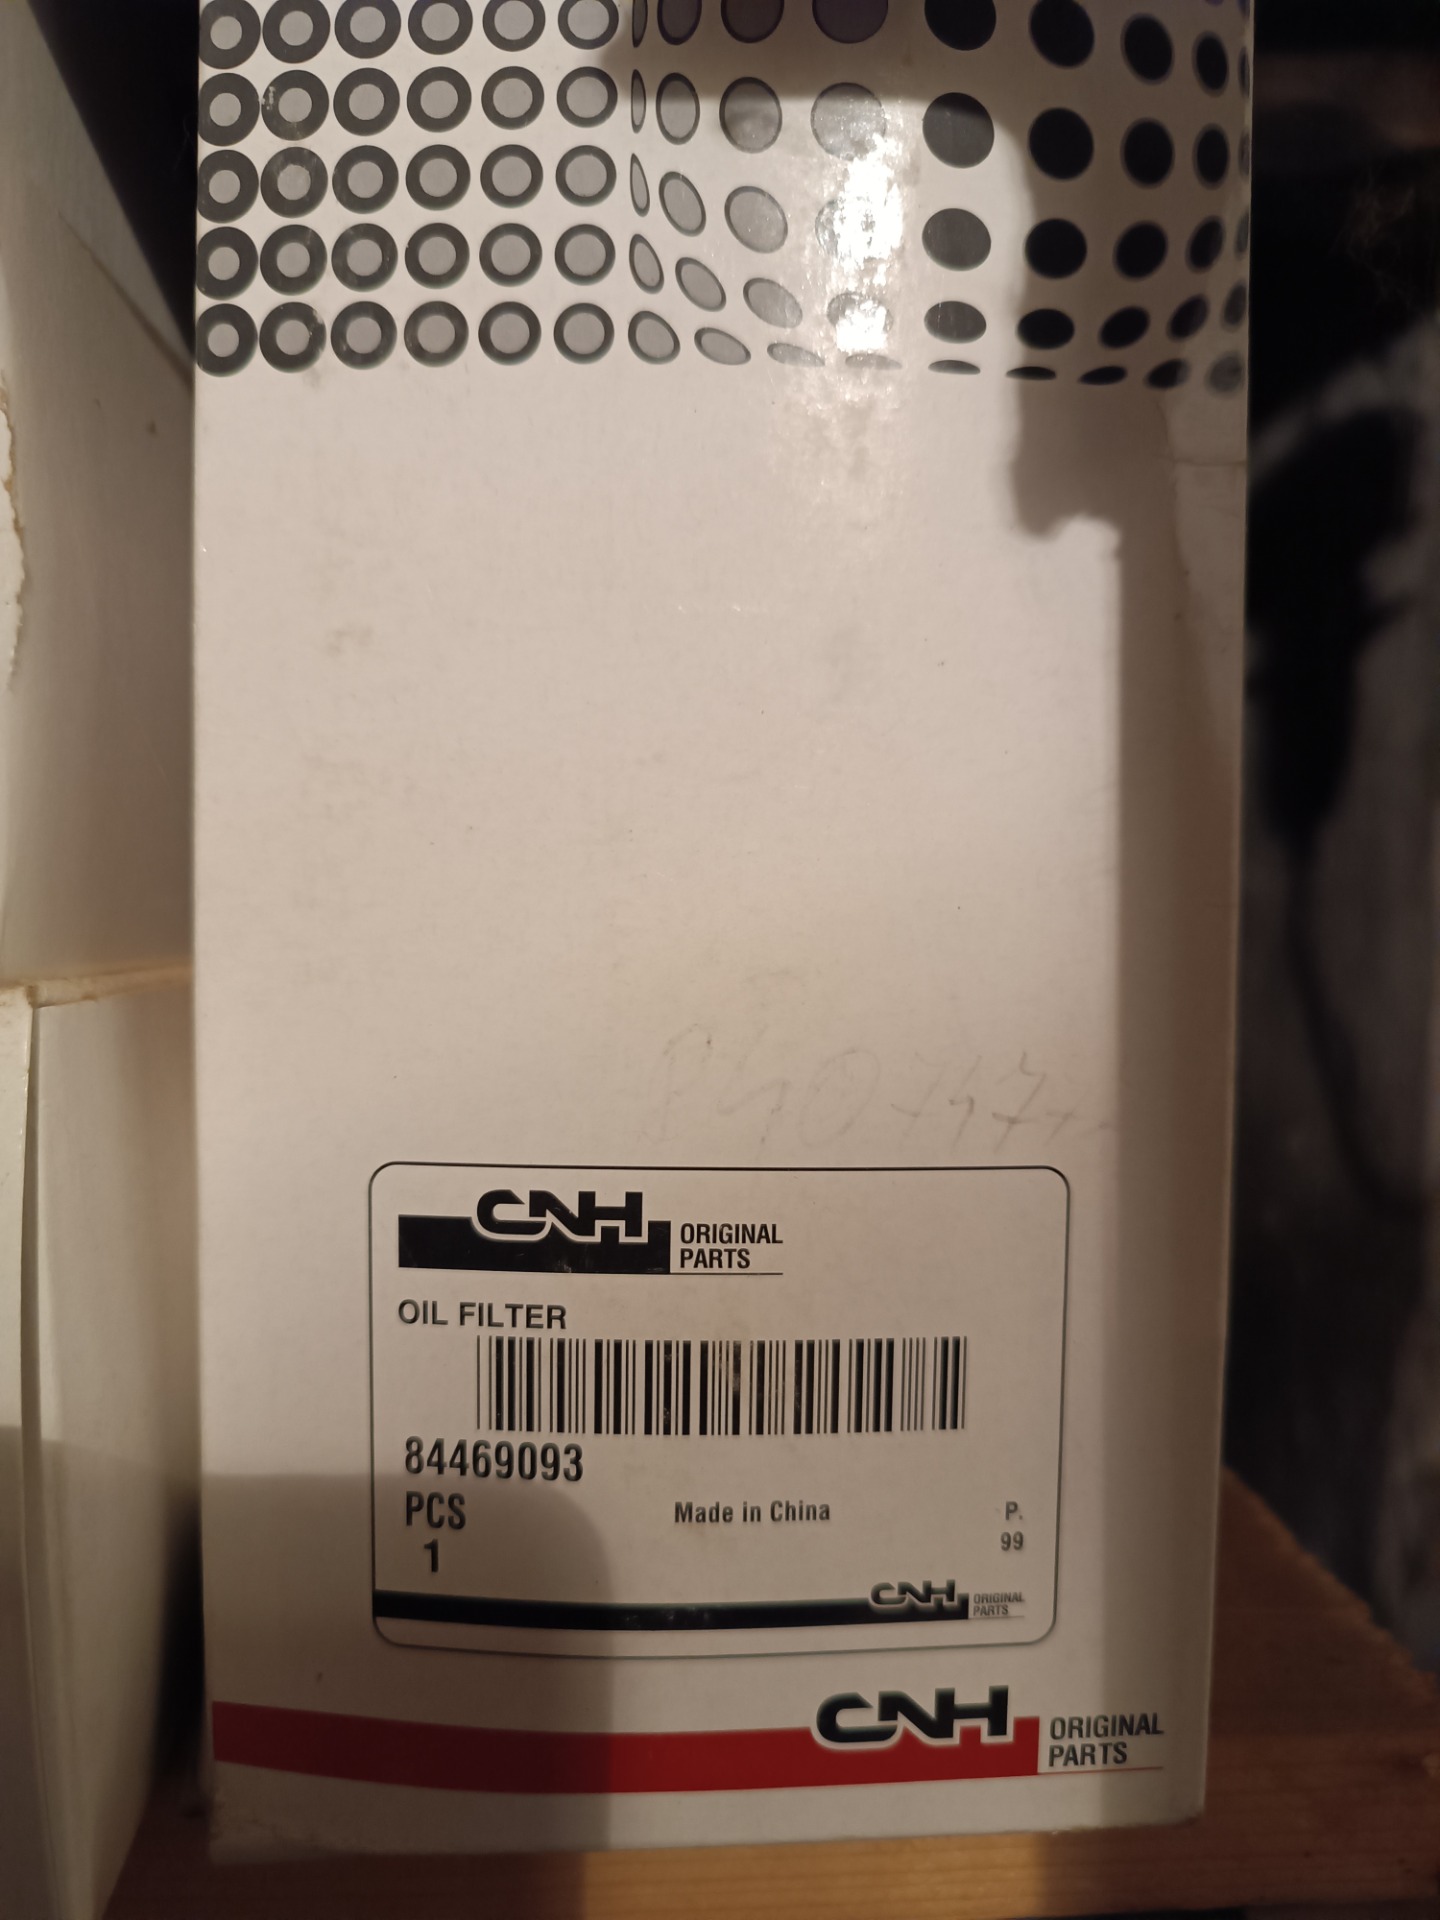 CNH ORIGINAL
PARTS
OIL FILTER
84469093
PCS
Made in China
P.
1
99
CNH ORIGINAL
PARTS
CNH ORIGINAL
PARTS